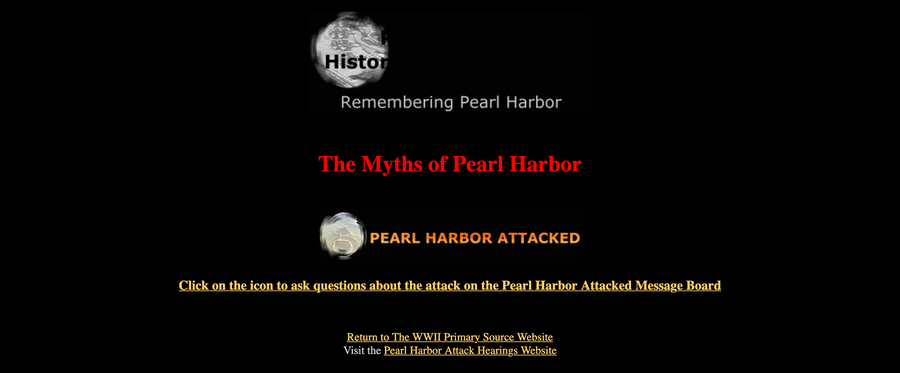 Histor
Remembering Pearl Harbor
The Myths of Pearl Harbor
PEARL HARBOR ATTACKED
Click on the icon to ask questions about the attack on the Pearl Harbor Attacked Message Board
Return to The WWII Primary Source Website
Visit the Pearl Harbor Attack Hearings Website